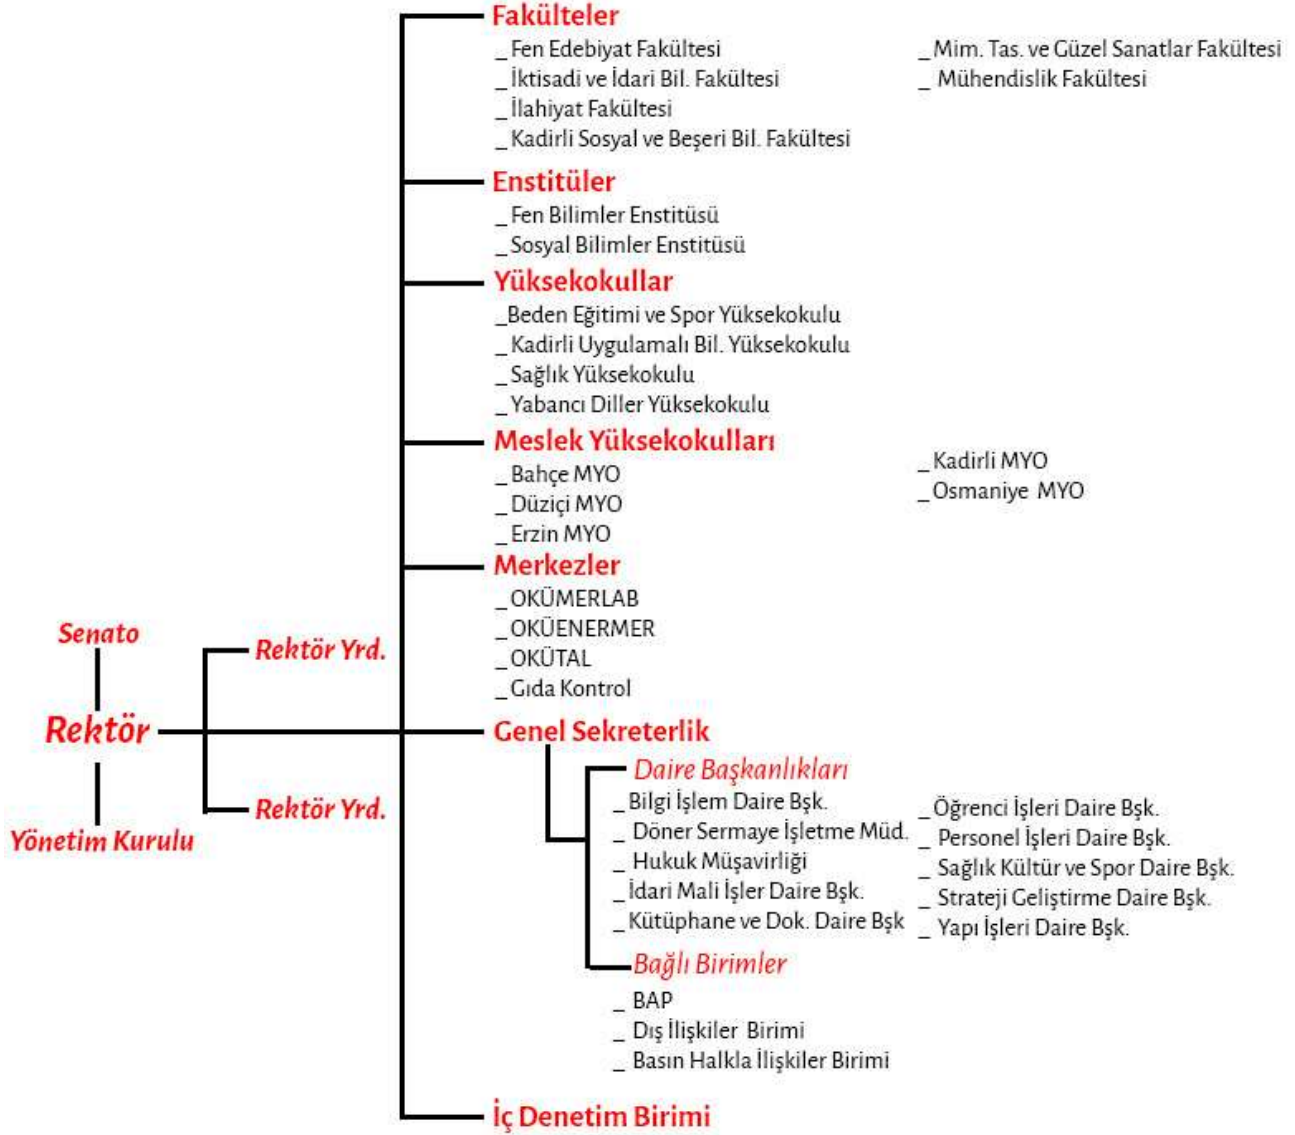 Fakülteler
_ Fen Edebiyat Fakültesi
_ İktisadi ve İdari Bil. Fakültesi
_ İlahiyat Fakültesi
_ Kadirli Sosyal ve Beşeri Bil. Fakültesi
_ Mim. Tas. ve Güzel Sanatlar Fakültesi
_ Mühendislik Fakültesi
Enstitüler
_ Fen Bilimler Enstitüsü
_ Sosyal Bilimler Enstitüsü
Yüksekokullar
_Beden Eğitimi ve Spor Yüksekokulu
_ Kadirli Uygulamalı Bil. Yüksekokulu
_ Sağlık Yüksekokulu
_ Yabancı Diller Yüksekokulu
Meslek Yüksekokulları
_ Bahçe MYO
_ Düziçi MYO
_ Erzin MYO
_ Kadirli MYO
_ Osmaniye MYO
Merkezler
_ OKÜMERLAB
_ OKÜENERMER
_ OKÜTAL
_ Gıda Kontrol
Senato
Rektör
Yönetim Kurulu
Rektör Yrd.
Rektör Yrd.
Genel Sekreterlik
Daire Başkanlıkları
_ Bilgi İşlem Daire Bşk.
_ Döner Sermaye İşletme Müd.
_ Hukuk Müşavirliği
_ İdari Mali İşler Daire Bşk.
_ Kütüphane ve Dok. Daire Bşk
_ Öğrenci İşleri Daire Bşk.
_ Personel İşleri Daire Bşk.
_ Sağlık Kültür ve Spor Daire Bşk.
_ Strateji Geliştirme Daire Bşk.
_ Yapı İşleri Daire Bşk.
Bağlı Birimler
_ BAP
_ Dış İlişkiler Birimi
_ Basın Halkla İlişkiler Birimi
İç Denetim Birimi